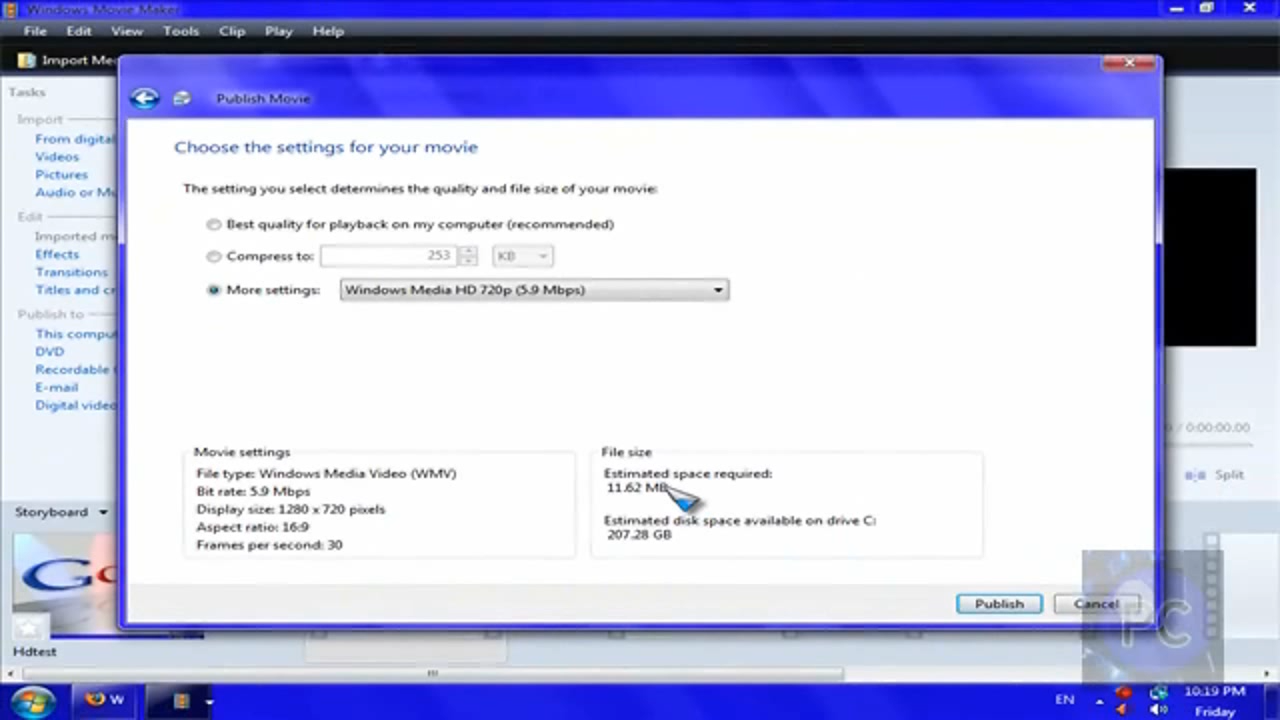 Windows Movie Maker
File Edit View Tools Clip Play Help
Import Me
Publish Movie
Tasks
Import
From digital
Videos
Pictures
Audio or Mu
Edit
Imported m
Effects
Transitions
Titles and cr
Publish to
This comput
DVD
Recordable
E-mail
Digital video
Choose the settings for your movie
The setting you select determines the quality and file size of your movie:
Best quality for playback on my computer (recommended)
Compress to: 253 KB
More settings: Windows Media HD 720p (5.9 Mbps)
Movie settings
File type: Windows Media Video (WMV)
Bit rate: 5.9 Mbps
Display size: 1280 x 720 pixels
Aspect ratio: 16:9
Frames per second: 30
File size
Estimated space required:
11.62 MB
Estimated disk space available on drive C:
207.28 GB
/ 0:00:00.00
Split
Storyboard
Publish Cancel
PC
Hdtest
W
EN
10:19 PM
Friday